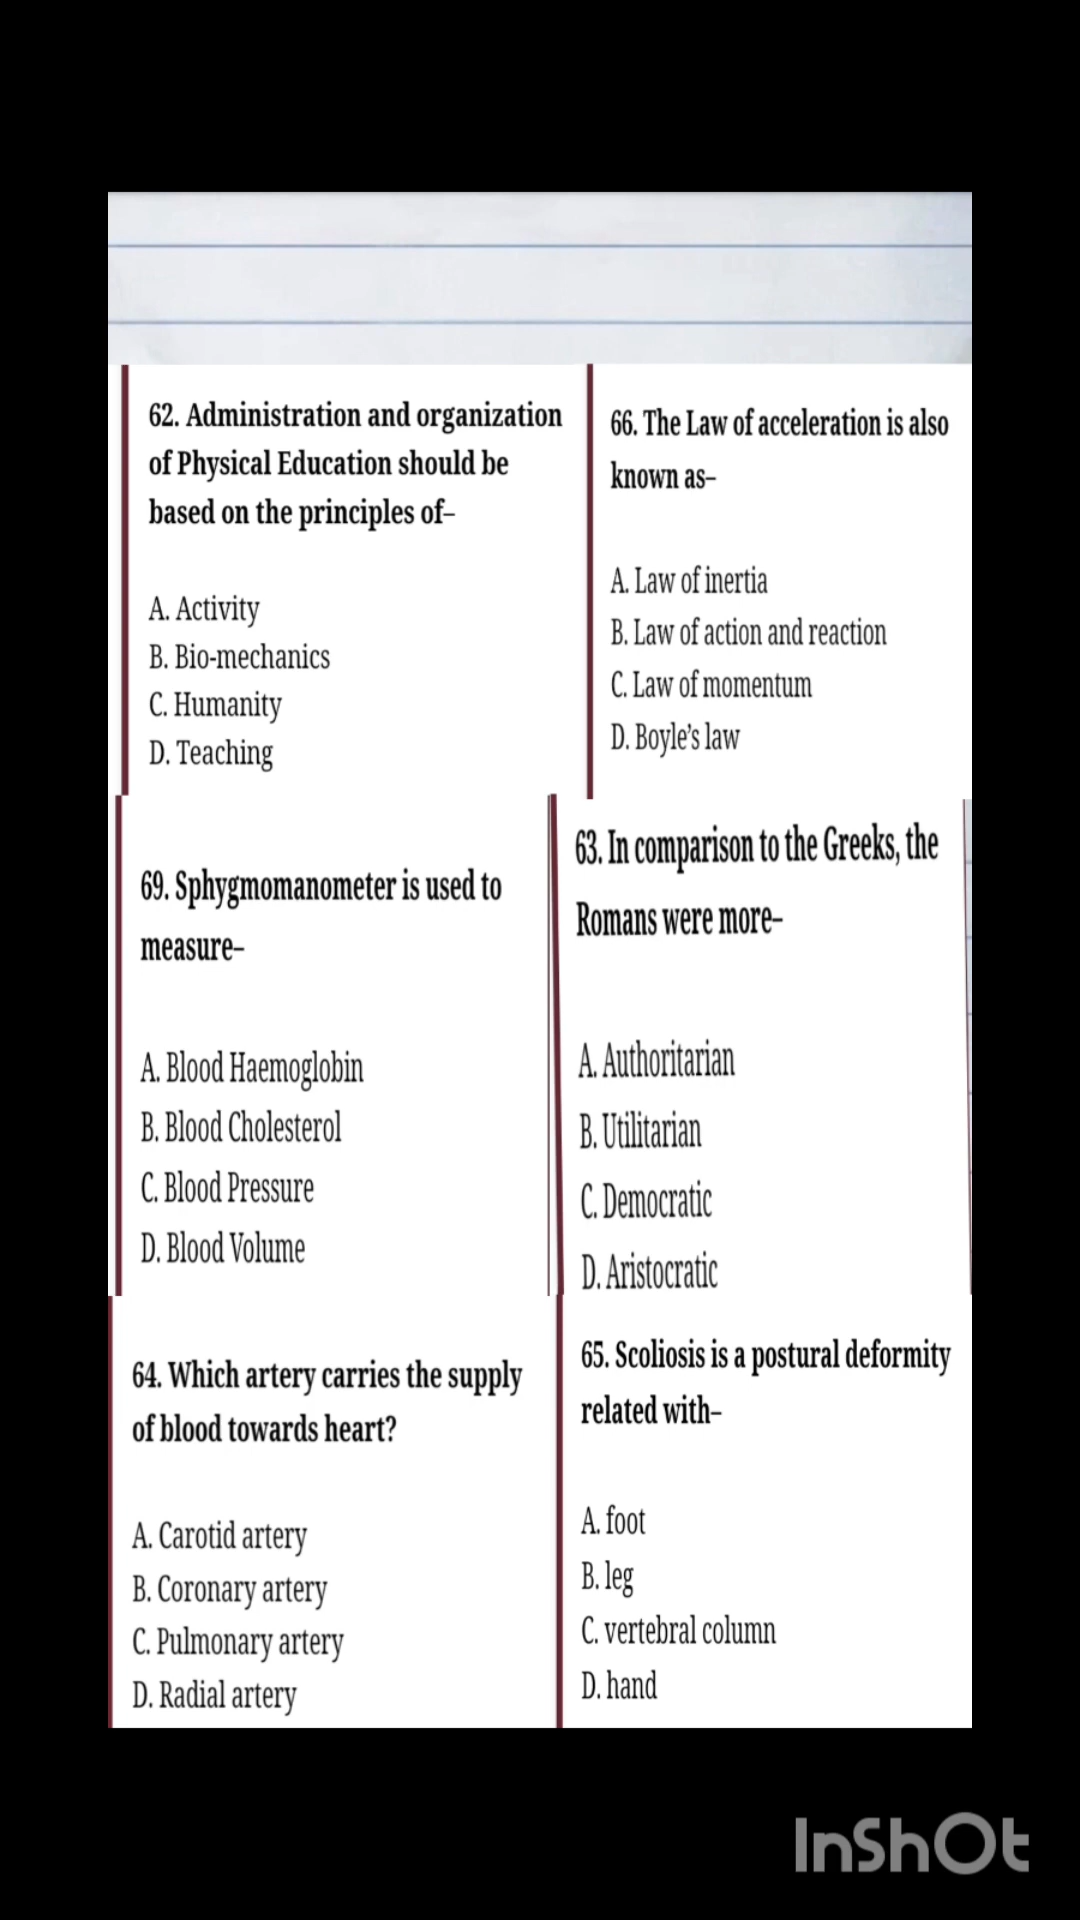 62. Administration and organization
of Physical Education should be
based on the principles of–
A. Activity
B. Bio-mechanics
C. Humanity
D. Teaching
66. The Law of acceleration is also
known as–
A. Law of inertia
B. Law of action and reaction
C. Law of momentum
D. Boyle’s law
69. Sphygmomanometer is used to
measure–
A. Blood Haemoglobin
B. Blood Cholesterol
C. Blood Pressure
D. Blood Volume
63. In comparison to the Greeks, the
Romans were more–
A. Authoritarian
B. Utilitarian
C. Democratic
D. Aristocratic
64. Which artery carries the supply
of blood towards heart?
A. Carotid artery
B. Coronary artery
C. Pulmonary artery
D. Radial artery
65. Scoliosis is a postural deformity
related with–
A. foot
B. leg
C. vertebral column
D. hand
InShOt